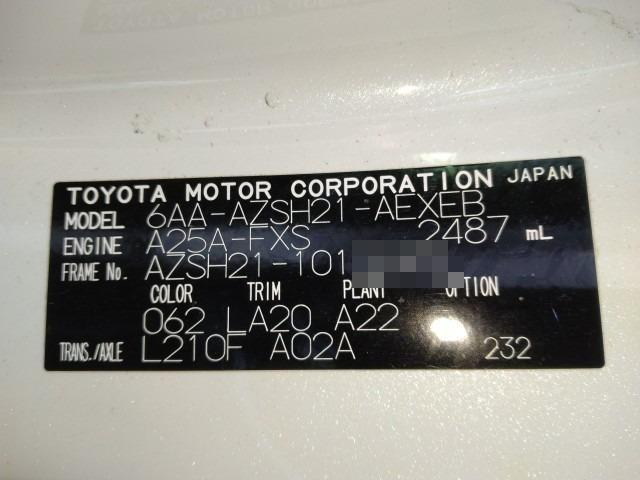 TOYOTA MOTOR CORPORATION JAPAN
MODEL 6AA-AZSH21-AEXEB
ENGINE A25A-FXS 2487 mL
FRAME No. AZSH21-101
COLOR TRIM PLANT OPTION
062 LA20 A22
TRANS./AXLE L210F A02A 232